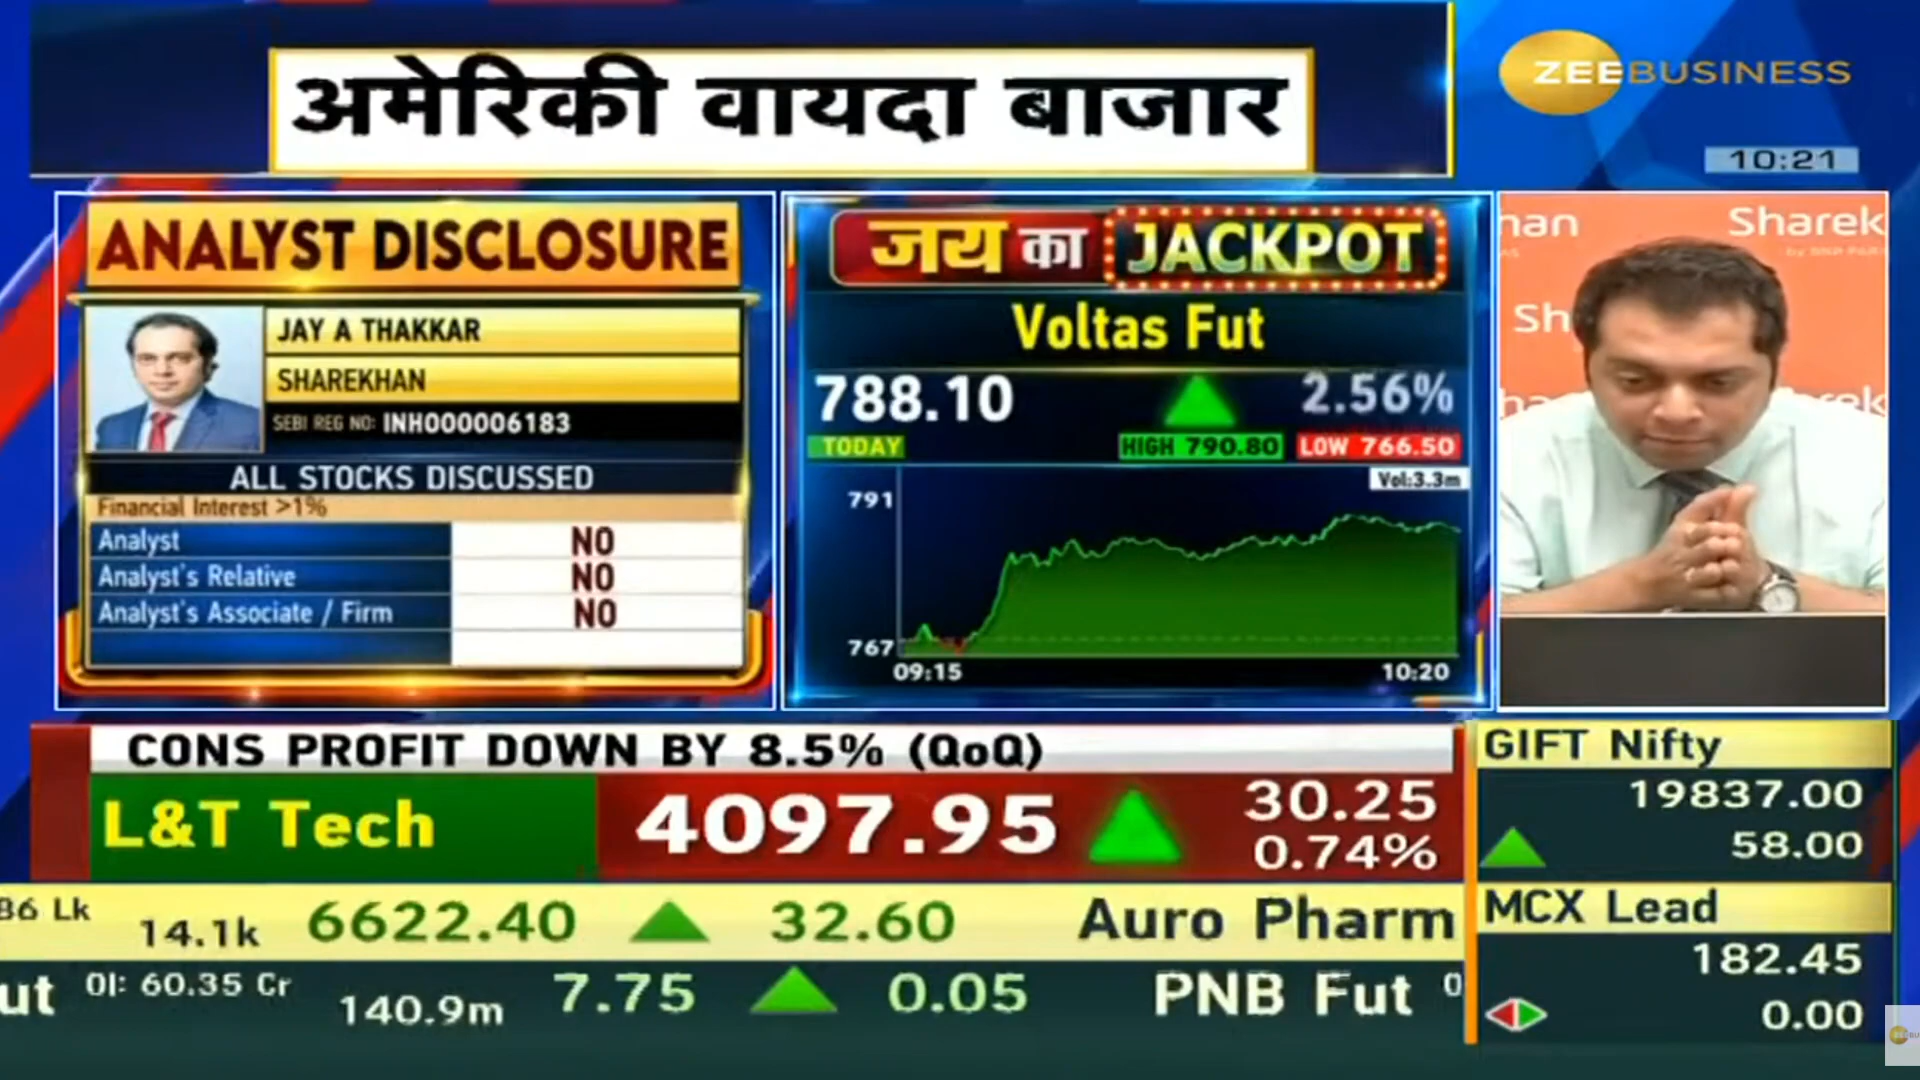 अमेरिकी वायदा बाजार
ZEEBUSINESS
10:21
ANALYST DISCLOSURE
JAY A THAKKAR
SHAREKHAN
SEBI REG NO: INH000006183
ALL STOCKS DISCUSSED
Financial Interest >1%
Analyst NO
Analyst's Relative NO
Analyst's Associate / Firm NO
जय का JACKPOT
Voltas Fut
788.10 2.56%
TODAY HIGH 790.80 LOW 766.50
Vol:3.3m
791
767
09:15 10:20
han Sharek
Sh
CONS PROFIT DOWN BY 8.5% (QoQ)
L&T Tech 4097.95 30.25
0.74%
GIFT Nifty
19837.00
58.00
86 Lk 14.1k 6622.40 32.60 Auro Pharm
MCX Lead
182.45
0.00
ut OI: 60.35 Cr 140.9m 7.75 0.05 PNB Fut